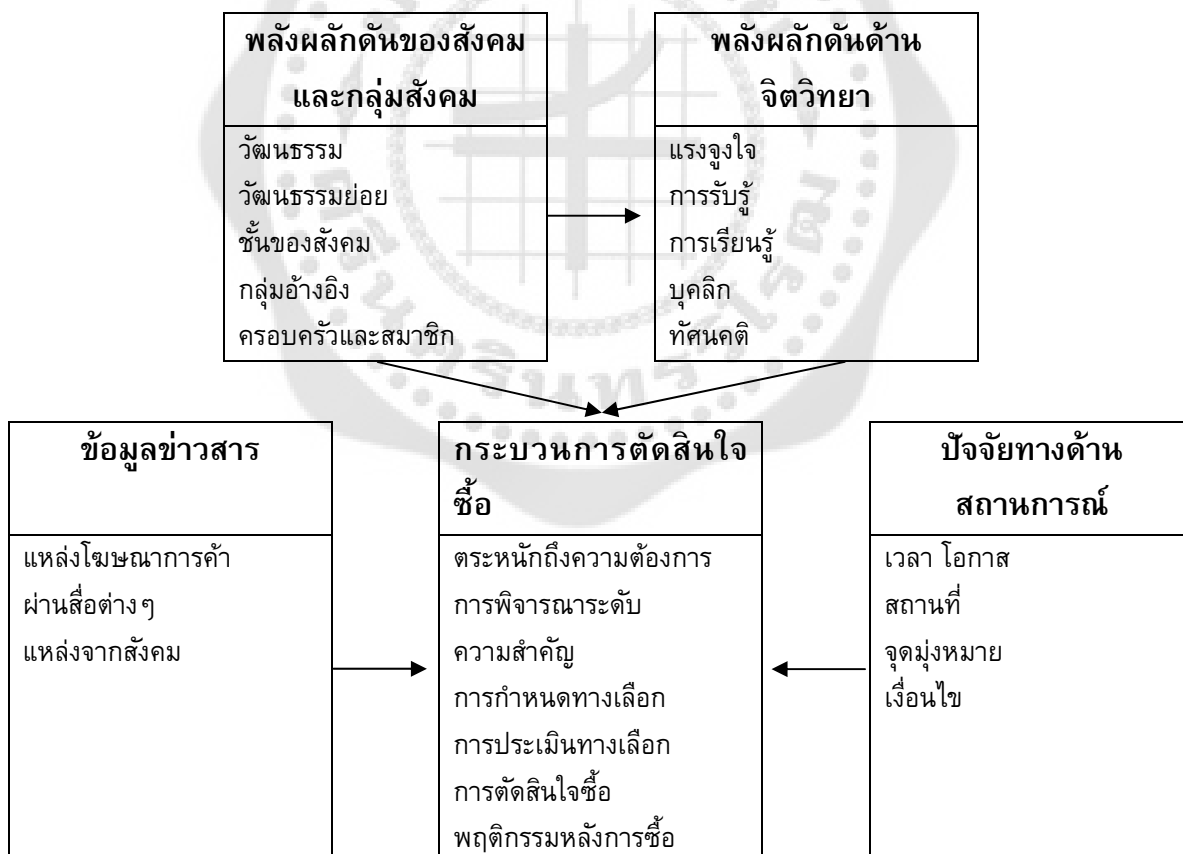 พลังผลักดันของสังคม
และกลุ่มสังคม
วัฒนธรรม
วัฒนธรรมย่อย
ชั้นของสังคม
กลุ่มอ้างอิง
ครอบครัวและสมาชิก
พลังผลักดันด้าน
จิตวิทยา
แรงจูงใจ
การรับรู้
การเรียนรู้
บุคลิก
ทัศนคติ
ข้อมูลข่าวสาร
แหล่งโฆษณาการค้า
ผ่านสื่อต่างๆ
แหล่งจากสังคม
กระบวนการตัดสินใจ
ซื้อ
ตระหนักถึงความต้องการ
การพิจารณาระดับ
ความสำคัญ
การกำหนดทางเลือก
การประเมินทางเลือก
การตัดสินใจซื้อ
พฤติกรรมหลังการซื้อ
ปัจจัยทางด้าน
สถานการณ์
เวลา โอกาส
สถานที่
จุดมุ่งหมาย
เงื่อนไข